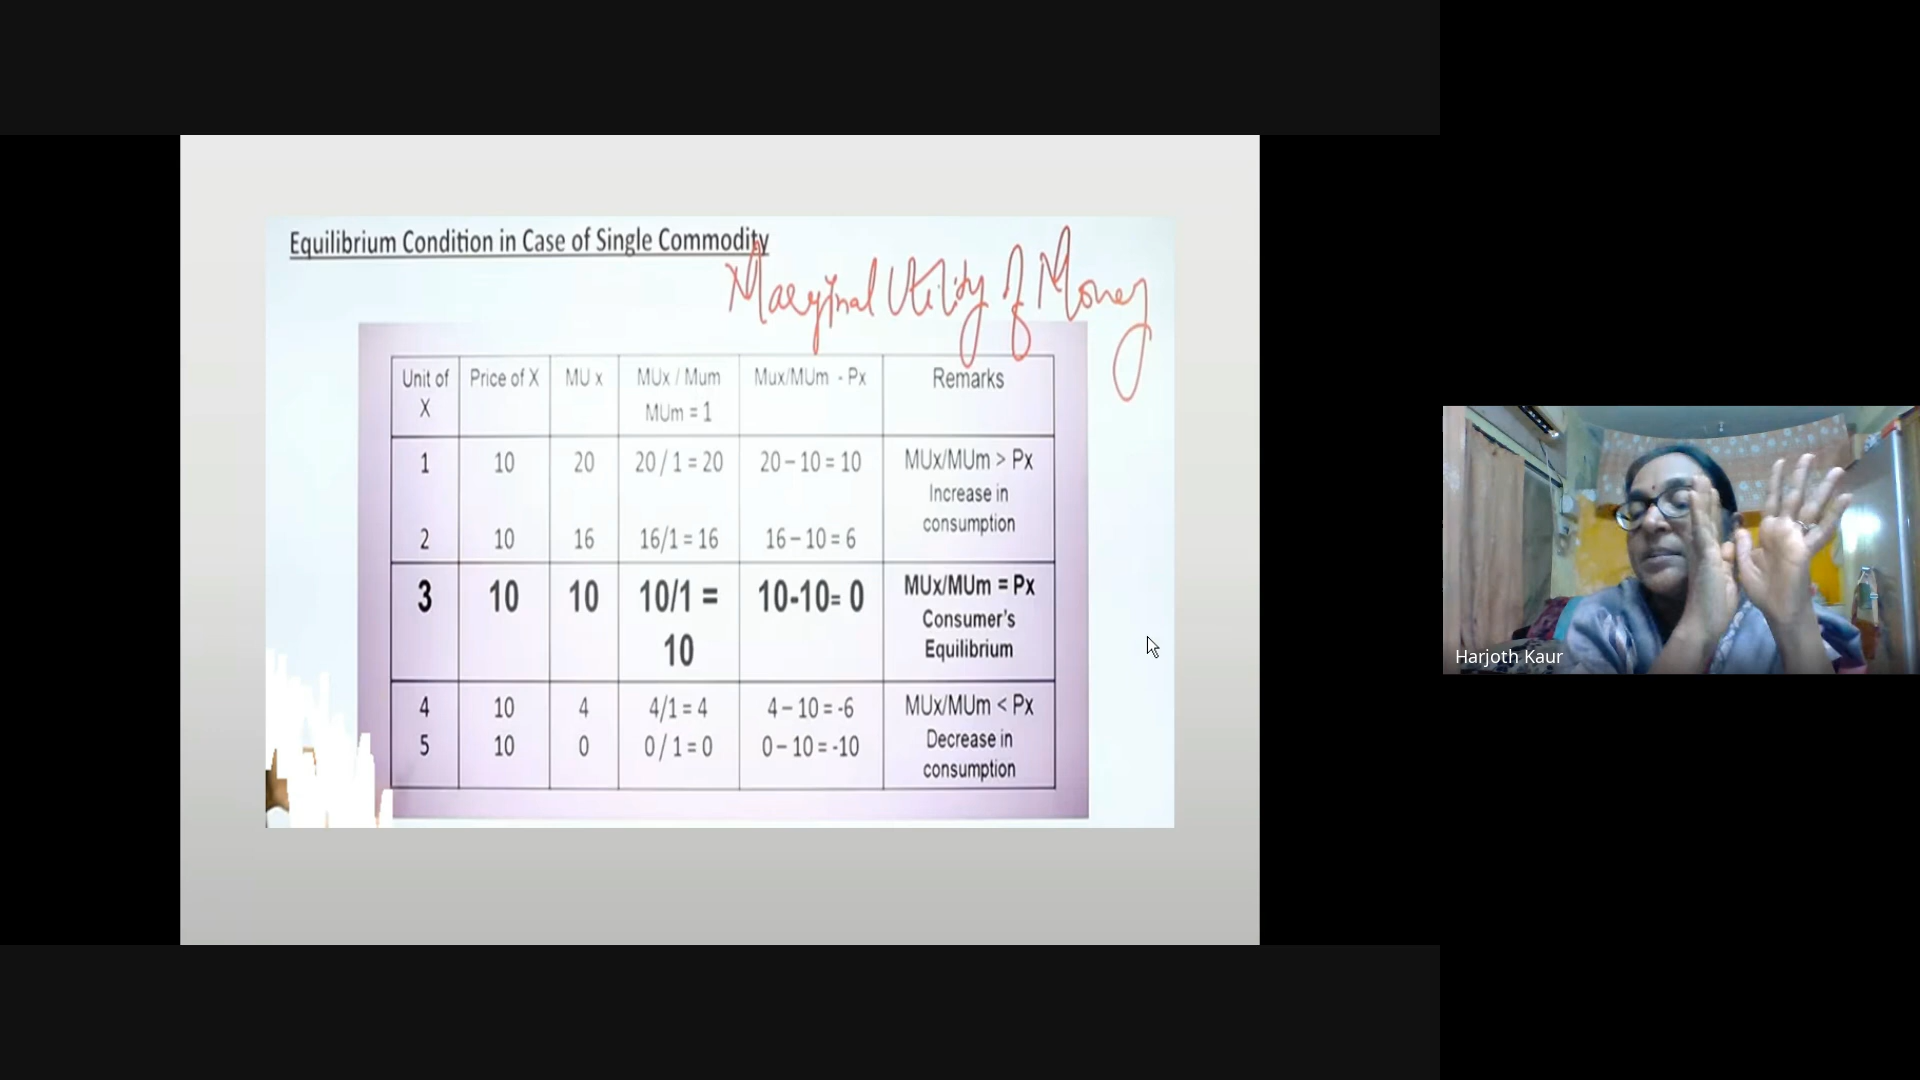 Equilibrium Condition in Case of Single Commodity
Marginal Utility of Money
Unit of X Price of X MU x MUx / Mum MUm = 1 Mux/MUm - Px Remarks
1 10 20 20 / 1 = 20 20 – 10 = 10 MUx/MUm > Px
Increase in
consumption
2 10 16 16/1 = 16 16 – 10 = 6
3 10 10 10/1 = 10 10-10= 0 MUx/MUm = Px
Consumer's
Equilibrium
4 10 4 4/1 = 4 4 – 10 = -6 MUx/MUm < Px
5 10 0 0 / 1 = 0 0 – 10 = -10 Decrease in
consumption
Harjoth Kaur